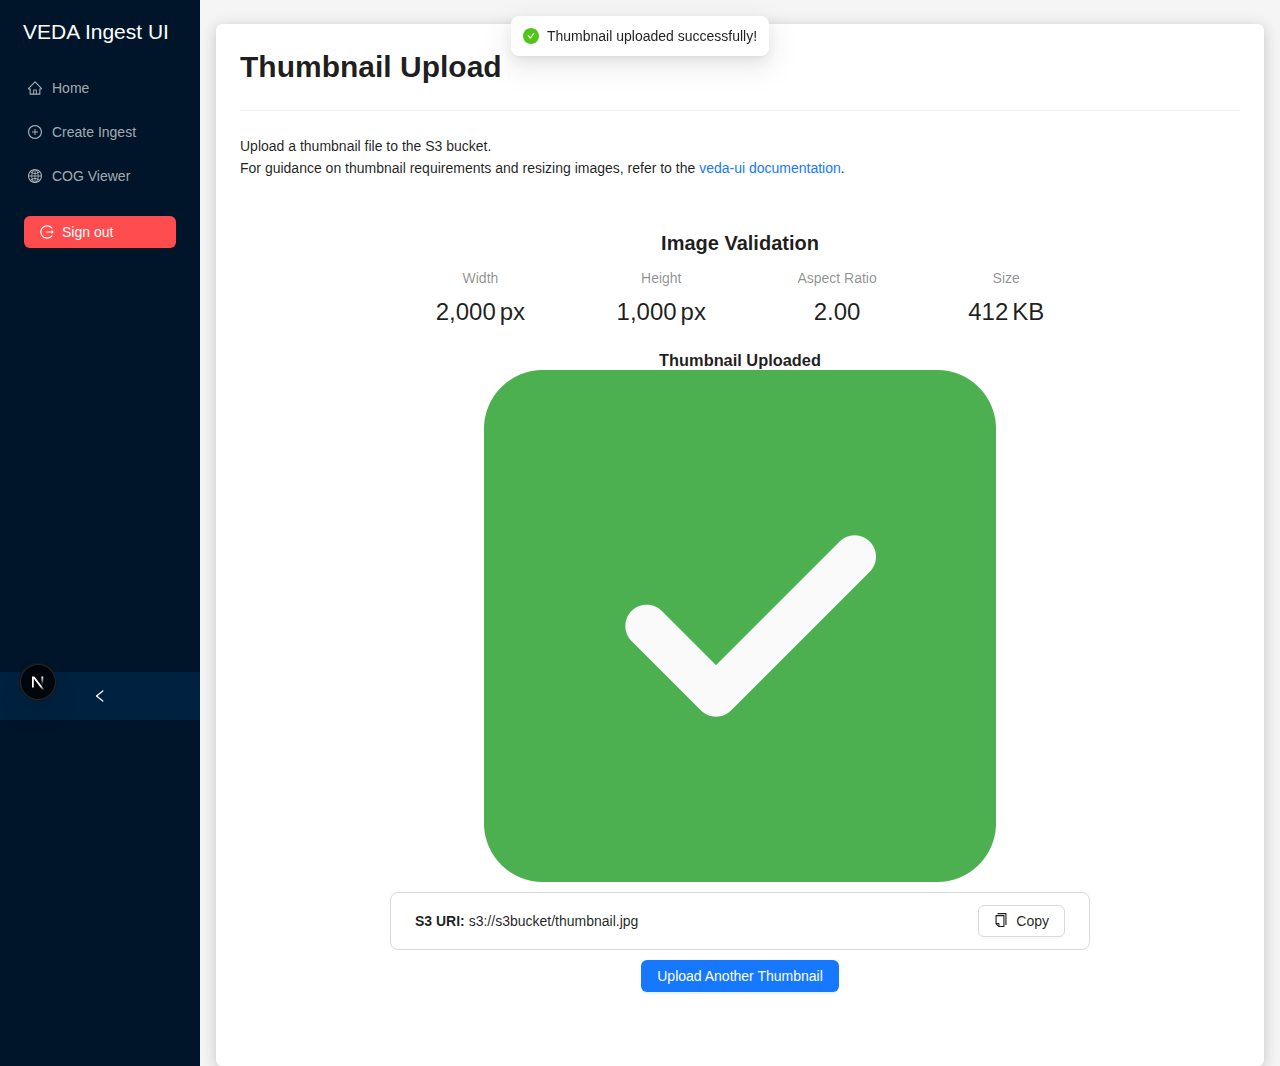 VEDA Ingest UI
Home
Create Ingest
COG Viewer
Sign out
Thumbnail uploaded successfully!
Thumbnail Upload
Upload a thumbnail file to the S3 bucket.
For guidance on thumbnail requirements and resizing images, refer to the veda-ui documentation.
Image Validation
Width Height Aspect Ratio Size
2,000 px 1,000 px 2.00 412 KB
Thumbnail Uploaded
S3 URI: s3://s3bucket/thumbnail.jpg Copy
Upload Another Thumbnail